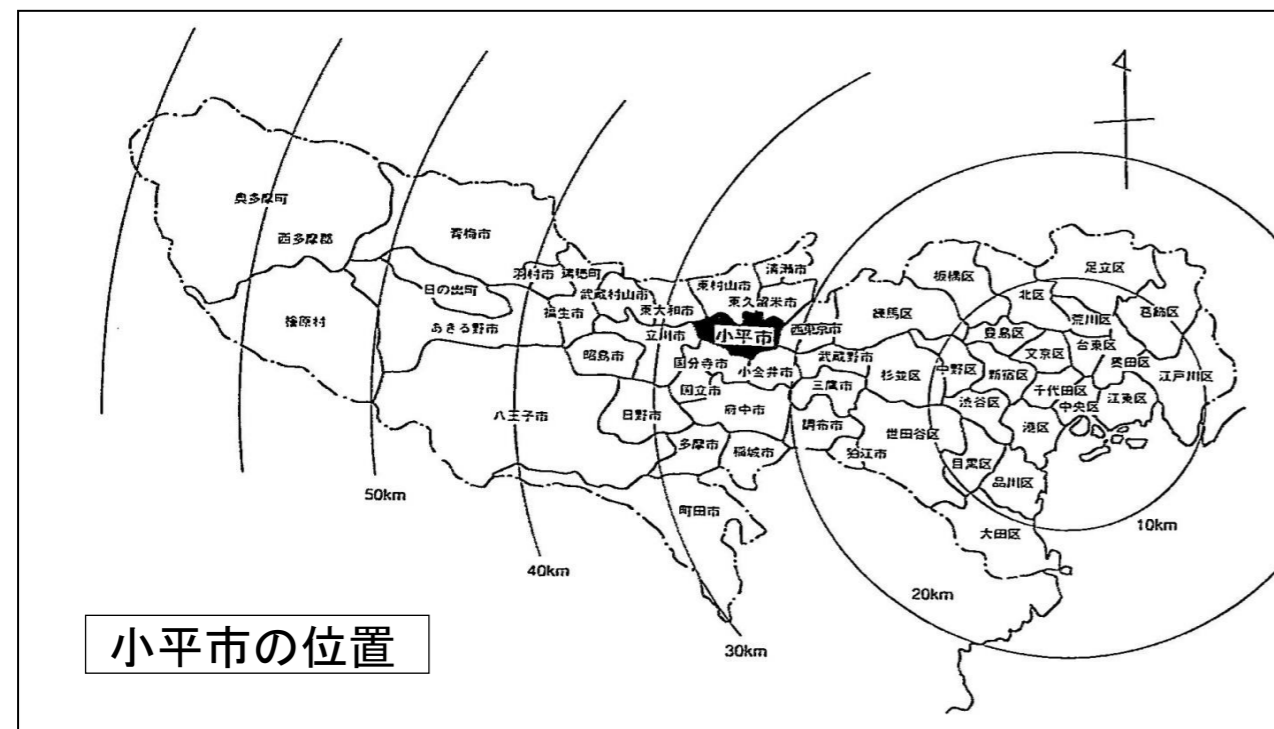 奥多摩町
西多摩郡
青梅市
檜原村
日の出町
あきる野市
羽村市
瑞穂町
福生市
武蔵村山市
東大和市
東村山市
清瀬市
東久留米市
小平市
西東京市
立川市
昭島市
国分寺市
小金井市
武蔵野市
三鷹市
国立市
府中市
八王子市
日野市
多摩市
稲城市
調布市
狛江市
町田市
練馬区
板橋区
北区
足立区
葛飾区
荒川区
豊島区
文京区
台東区
墨田区
江戸川区
杉並区
中野区
新宿区
千代田区
江東区
渋谷区
中央区
港区
世田谷区
目黒区
品川区
大田区
10km
20km
30km
40km
50km
小平市の位置